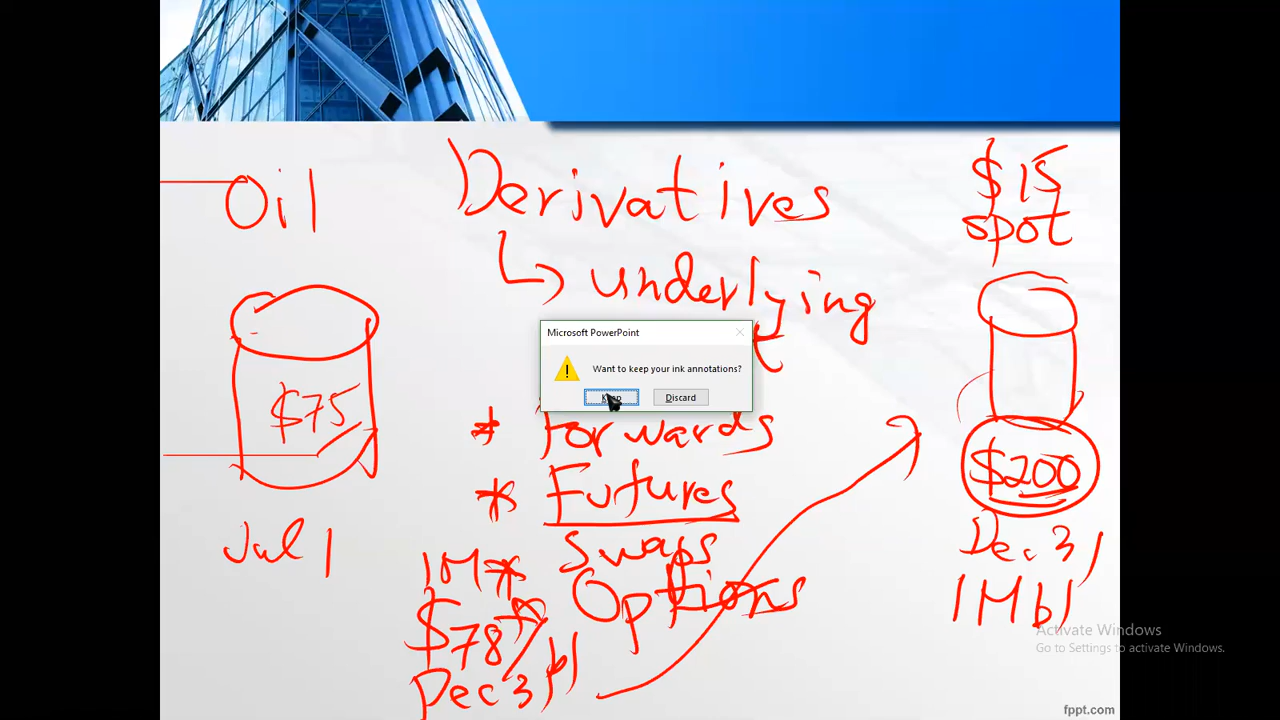 Oil
$75
Jul 1
Derivatives
underlying
Microsoft PowerPoint
Want to keep your ink annotations?
Keep
Discard
* Forwards
* Futures
* Swaps
* Options
1M
$78
Dec 31
$15
spot
$200
Dec 31
1M bl
Activate Windows
Go to Settings to activate Windows.
fppt.com